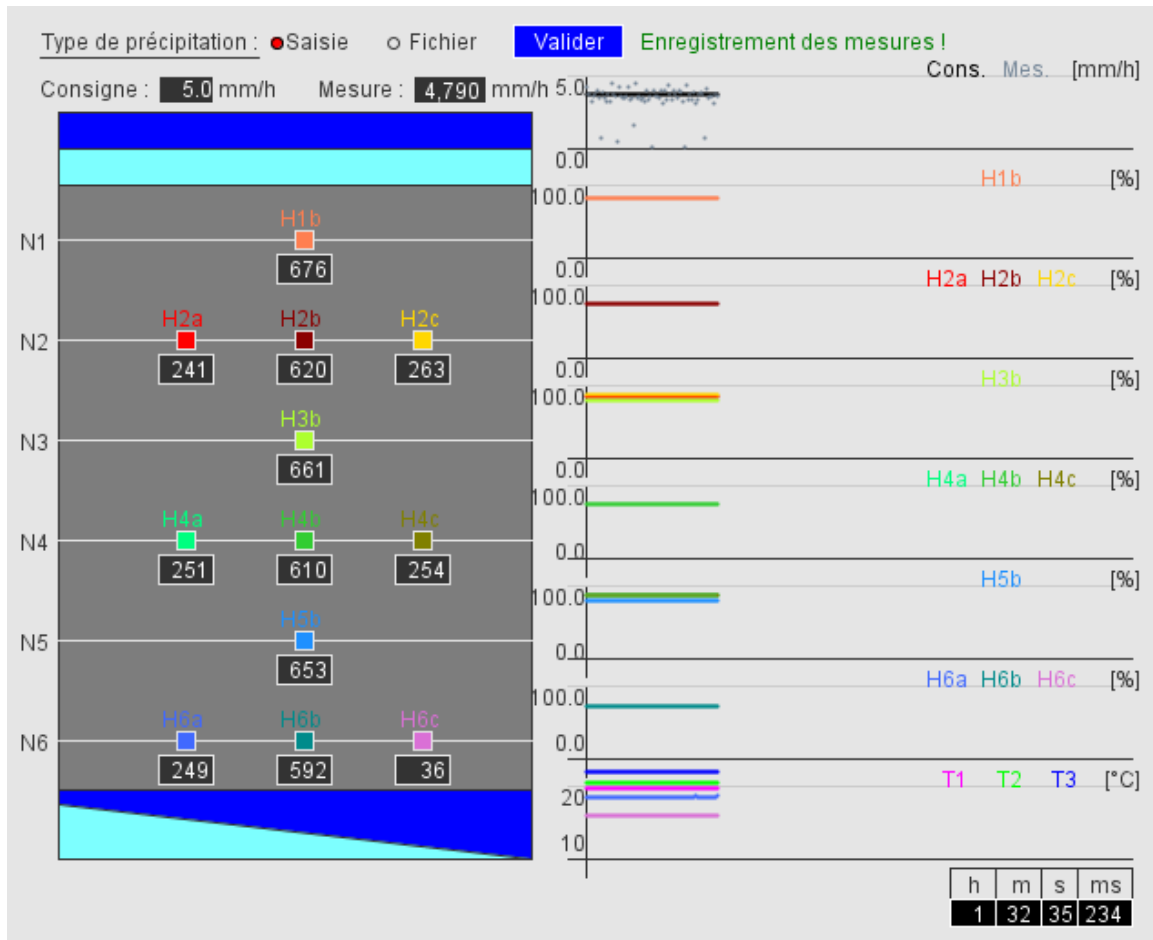 Type de précipitation : Saisie Fichier Valider Enregistrement des mesures !
Cons. Mes. [mm/h]
Consigne : 5.0 mm/h Mesure : 4,790 mm/h 5.0
0.0
H1b [%]
100.0
H1b
N1
676
0.0
H2a H2b H2c [%]
100.0
H2a H2b H2c
N2
241 620 263
0.0
H3b [%]
100.0
H3b
N3
661
0.0
H4a H4b H4c [%]
100.0
H4a H4b H4c
N4
0.0
251 610 254
H5b [%]
100.0
H5b
N5
0.0
653
H6a H6b H6c [%]
100.0
H6a H6b H6c
N6
0.0
249 592 36
T1 T2 T3 [°C]
20
10
h m s ms
1 32 35 234